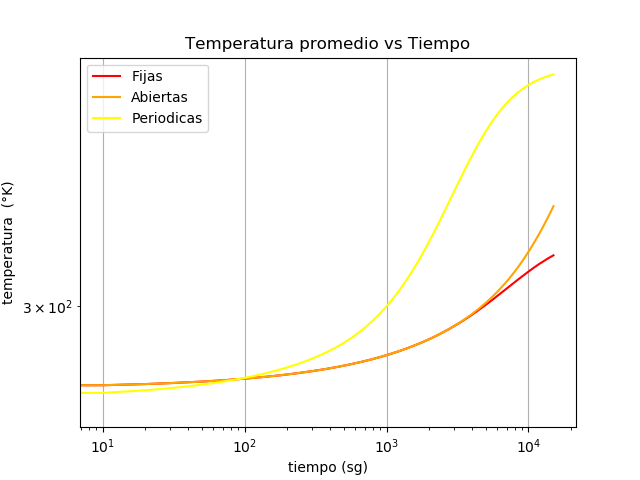 Temperatura promedio vs Tiempo
Fijas
Abiertas
Periodicas
temperatura (°K)
3 × 10²
10¹
10²
10³
10⁴
tiempo (sg)